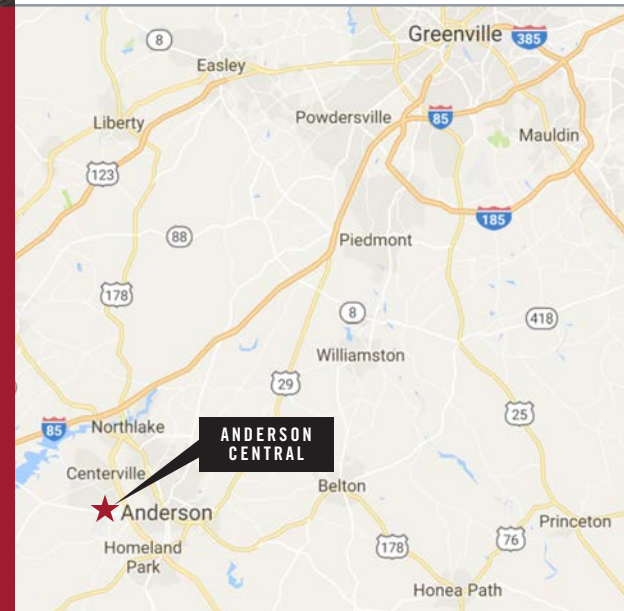 Greenville
385
8
Easley
Liberty
Powdersville
85
Mauldin
123
185
88
Piedmont
178
8
418
Williamston
29
25
85
Northlake
ANDERSON
CENTRAL
Centerville
Belton
Anderson
Princeton
Homeland
Park
178
76
Honea Path